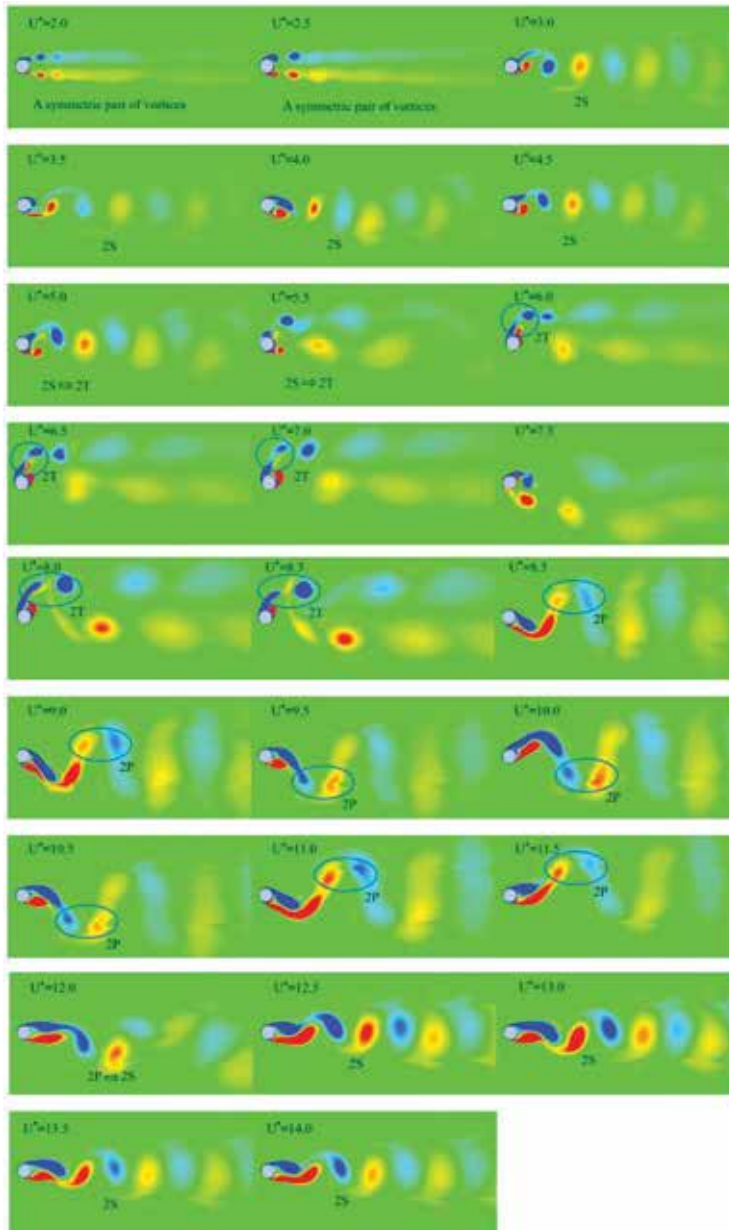 U*=2.0
A symmetric pair of vortices
U*=2.5
A symmetric pair of vortices
U*=3.0
2S
U*=3.5
2S
U*=4.0
2S
U*=4.5
2S
U*=5.0
2S⇔2T
U*=5.5
2S⇔2T
U*=6.0
2T
U*=6.5
2T
U*=7.0
2T
U*=7.5
U*=8.0
2T
U*=8.3
2T
U*=8.5
2P
U*=9.0
2P
U*=9.5
2P
U*=10.0
2P
U*=10.5
2P
U*=11.0
2P
U*=11.5
2P
U*=12.0
2P⇔2S
U*=12.5
2S
U*=13.0
2S
U*=13.5
2S
U*=14.0
2S